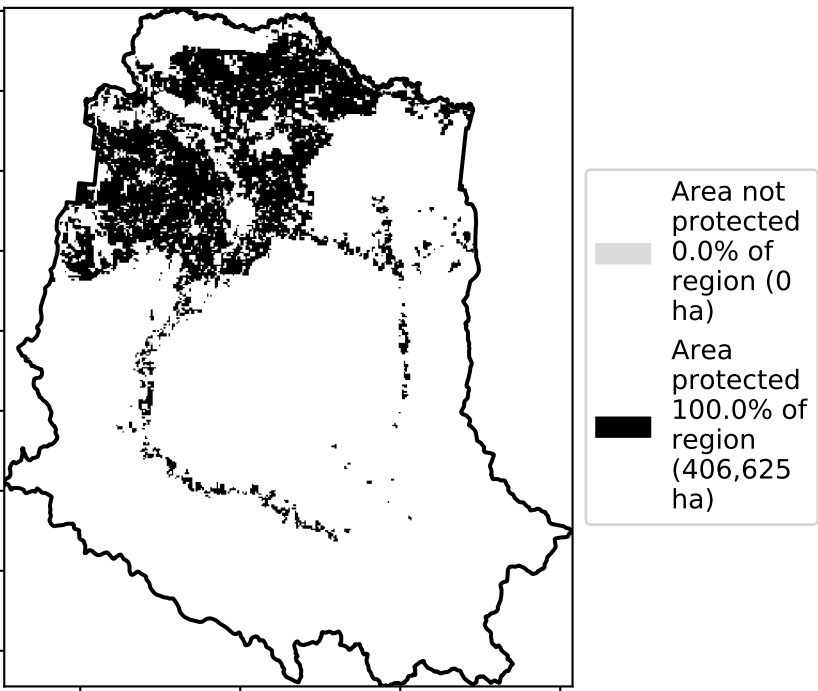 Area not
protected
0.0% of
region (0
ha)
Area
protected
100.0% of
region
(406,625
ha)